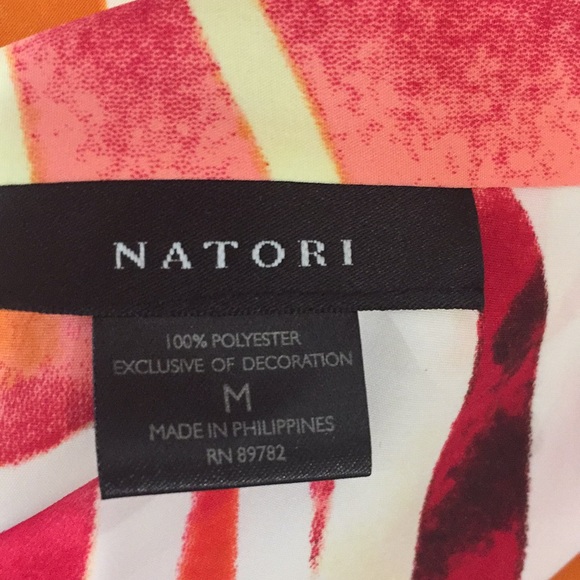 NATORI
100% POLYESTER
EXCLUSIVE OF DECORATION
M
MADE IN PHILIPPINES
RN 89782